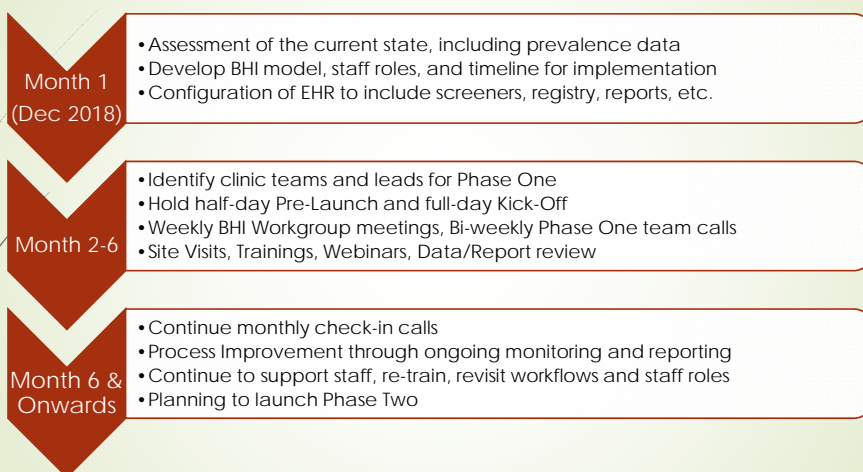 Month 1
(Dec 2018)
•Assessment of the current state, including prevalence data
•Develop BHI model, staff roles, and timeline for implementation
•Configuration of EHR to include screeners, registry, reports, etc.
Month 2-6
•Identify clinic teams and leads for Phase One
•Hold half-day Pre-Launch and full-day Kick-Off
•Weekly BHI Workgroup meetings, Bi-weekly Phase One team calls
•Site Visits, Trainings, Webinars, Data/Report review
Month 6 &
Onwards
•Continue monthly check-in calls
•Process Improvement through ongoing monitoring and reporting
•Continue to support staff, re-train, revisit workflows and staff roles
•Planning to launch Phase Two